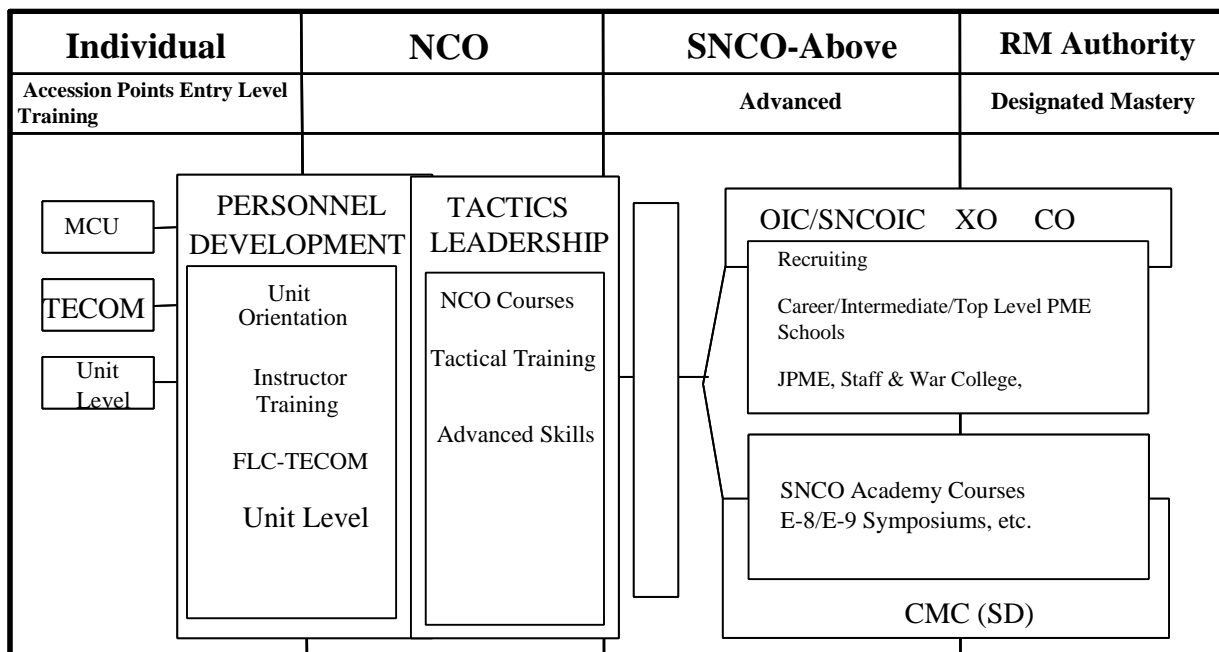 Individual
NCO
SNCO-Above
RM Authority
Accession Points Entry Level
Training
Advanced
Designated Mastery
MCU
TECOM
Unit
Level
PERSONNEL
DEVELOPMENT
Unit
Orientation
Instructor
Training
FLC-TECOM
Unit Level
TACTICS
LEADERSHIP
NCO Courses
Tactical Training
Advanced Skills
OIC/SNCOIC XO CO
Recruiting
Career/Intermediate/Top Level PME
Schools
JPME, Staff & War College,
SNCO Academy Courses
E-8/E-9 Symposiums, etc.
CMC (SD)